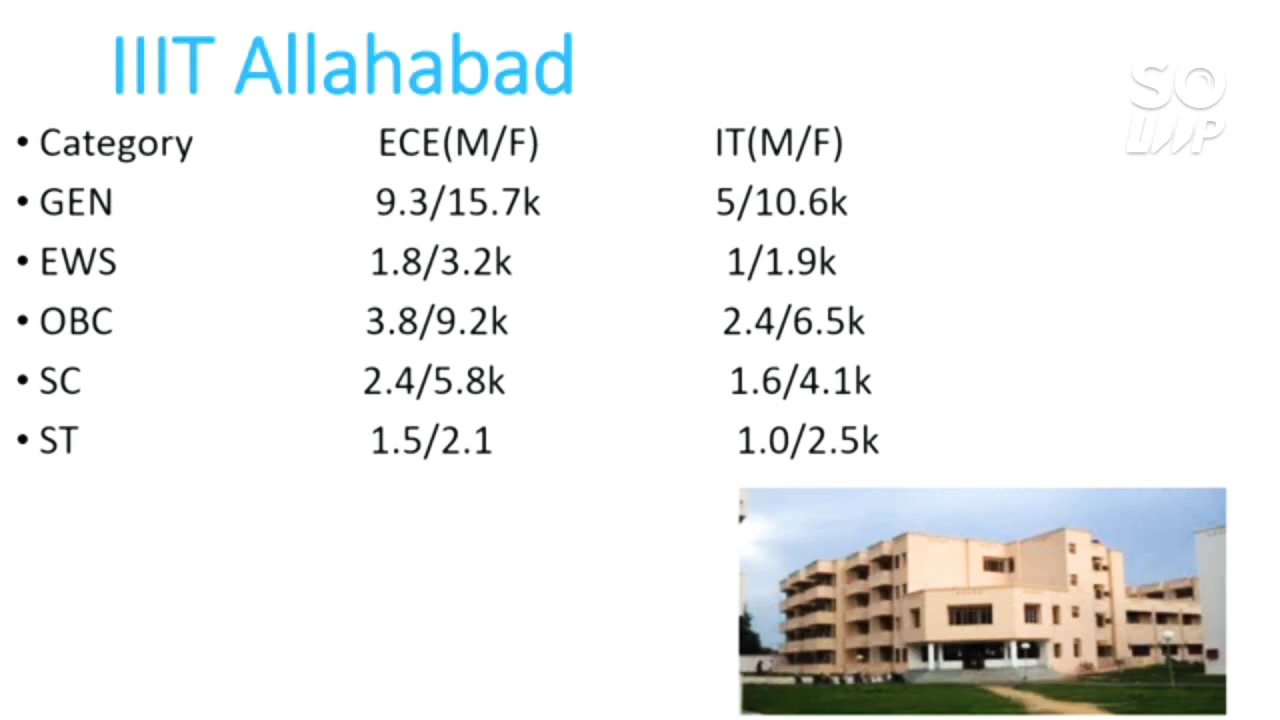 IIIT Allahabad
SO
LIIP
• Category ECE(M/F) IT(M/F)
• GEN 9.3/15.7k 5/10.6k
• EWS 1.8/3.2k 1/1.9k
• OBC 3.8/9.2k 2.4/6.5k
• SC 2.4/5.8k 1.6/4.1k
• ST 1.5/2.1 1.0/2.5k